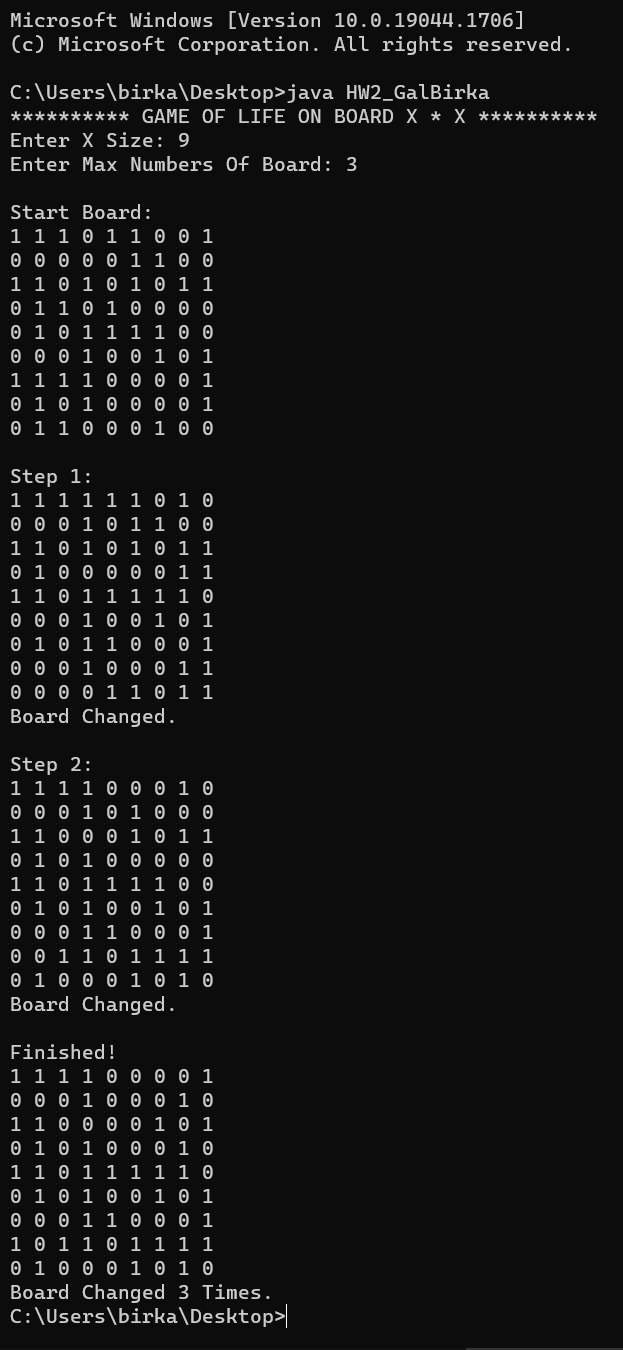 Microsoft Windows [Version 10.0.19044.1706]
(c) Microsoft Corporation. All rights reserved.
C:\Users\birka\Desktop>java HW2_GalBirka
********** GAME OF LIFE ON BOARD X * X **********
Enter X Size: 9
Enter Max Numbers Of Board: 3
Start Board:
1 1 1 0 1 1 0 0 1
0 0 0 0 0 1 1 0 0
1 1 0 1 0 1 0 1 1
0 1 1 0 1 0 0 0 0
0 1 0 1 1 1 1 0 0
0 0 0 1 0 0 1 0 1
1 1 1 1 0 0 0 0 1
0 1 0 1 0 0 0 0 1
0 1 1 0 0 0 1 0 0
Step 1:
1 1 1 1 1 1 0 1 0
0 0 0 1 0 1 1 0 0
1 1 0 1 0 1 0 1 1
0 1 0 0 0 0 0 1 1
1 1 0 1 1 1 1 1 0
0 0 0 1 0 0 1 0 1
0 1 0 1 1 0 0 0 1
0 0 0 1 0 0 0 1 1
0 0 0 0 1 1 0 1 1
Board Changed.
Step 2:
1 1 1 1 0 0 0 1 0
0 0 0 1 0 1 0 0 0
1 1 0 0 0 1 0 1 1
0 1 0 1 0 0 0 0 0
1 1 0 1 1 1 1 0 0
0 1 0 1 0 0 1 0 1
0 0 0 1 1 0 0 0 1
0 0 1 1 0 1 1 1 1
0 1 0 0 0 1 0 1 0
Board Changed.
Finished!
1 1 1 1 0 0 0 0 1
0 0 0 1 0 0 0 1 0
1 1 0 0 0 0 1 0 1
0 1 0 1 0 0 0 1 0
1 1 0 1 1 1 1 1 0
0 1 0 1 0 0 1 0 1
0 0 0 1 1 0 0 0 1
1 0 1 1 0 1 1 1 1
0 1 0 0 0 1 0 1 0
Board Changed 3 Times.
C:\Users\birka\Desktop>